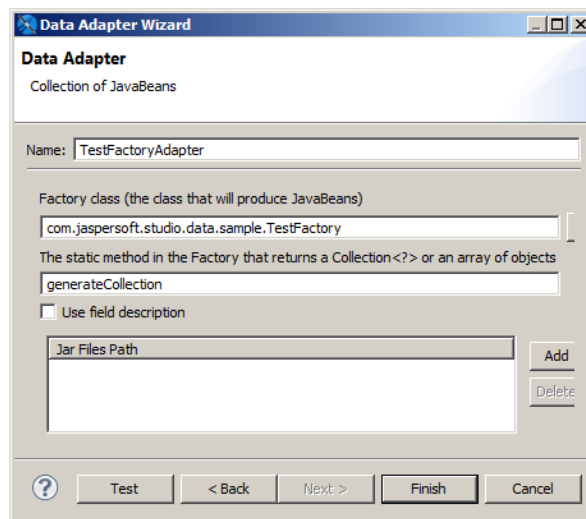 Data Adapter Wizard
Data Adapter
Collection of JavaBeans
Name: TestFactoryAdapter
Factory class (the class that will produce JavaBeans)
com.jaspersoft.studio.data.sample.TestFactory
The static method in the Factory that returns a Collection<?> or an array of objects
generateCollection
Use field description
Jar Files Path
Add
Delete
? Test < Back Next > Finish Cancel